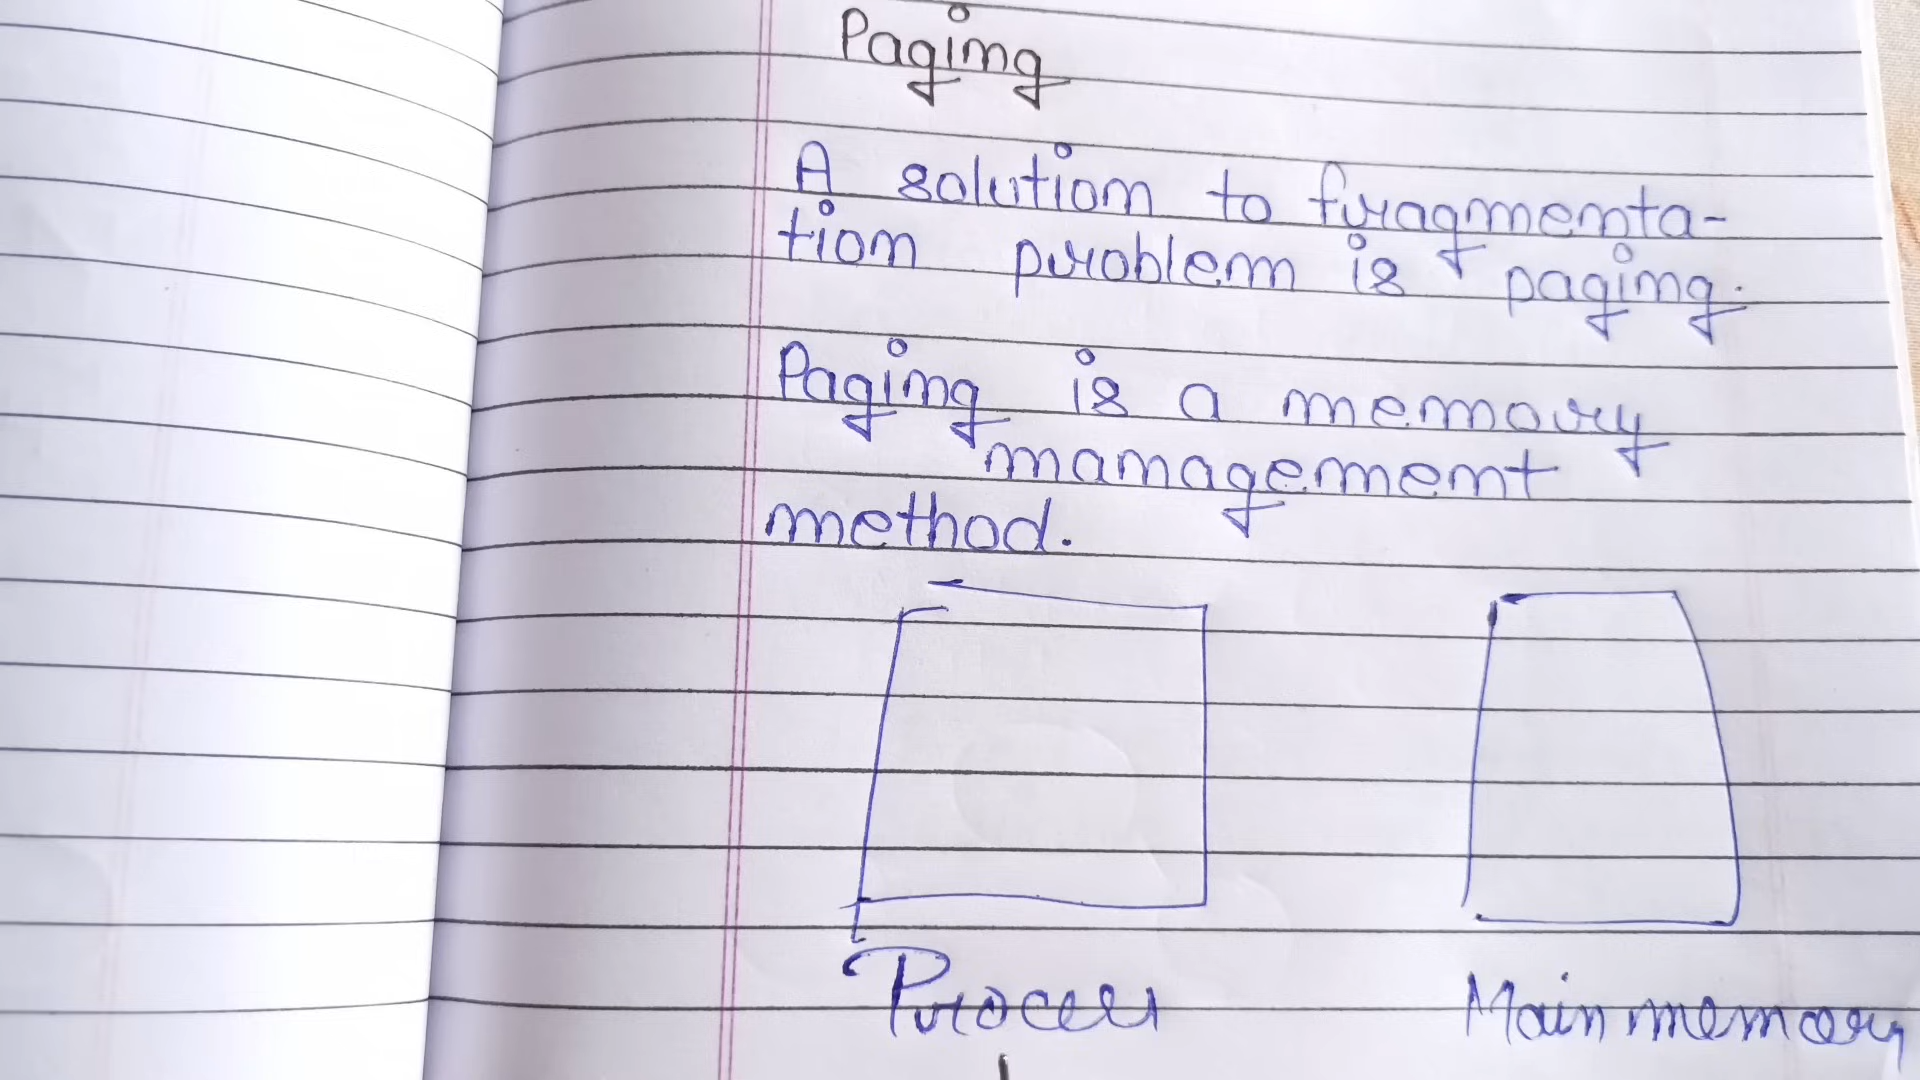 Paging
A solution to fragmenta-
tion problem is paging.
Paging is a memory
management
method.
Process
Main memory